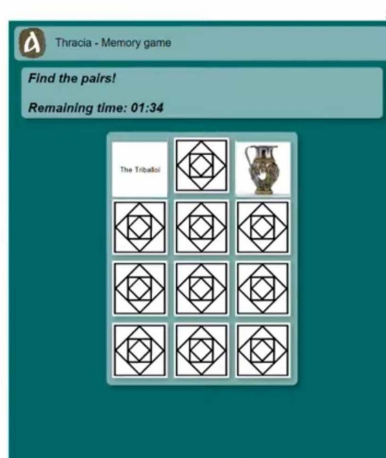 Thracia - Memory game
Find the pairs!
Remaining time: 01:34
The Triballoi